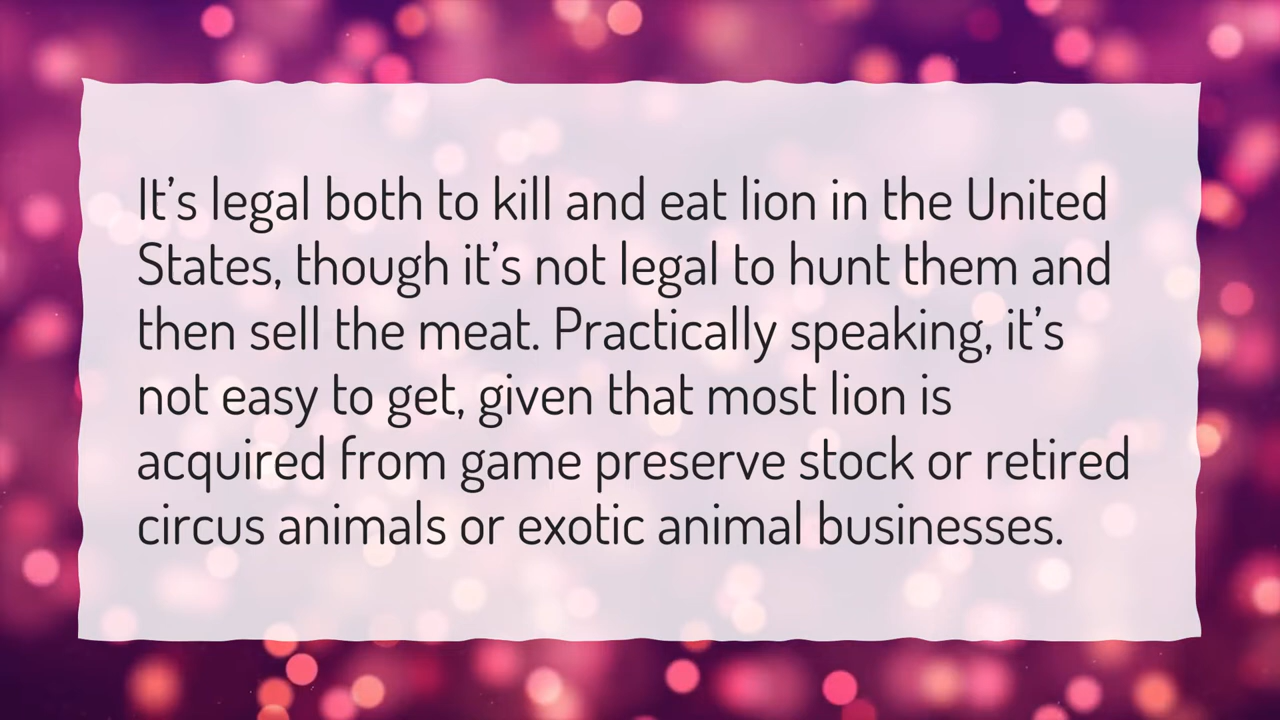 It’s legal both to kill and eat lion in the United
States, though it’s not legal to hunt them and
then sell the meat. Practically speaking, it’s
not easy to get, given that most lion is
acquired from game preserve stock or retired
circus animals or exotic animal businesses.